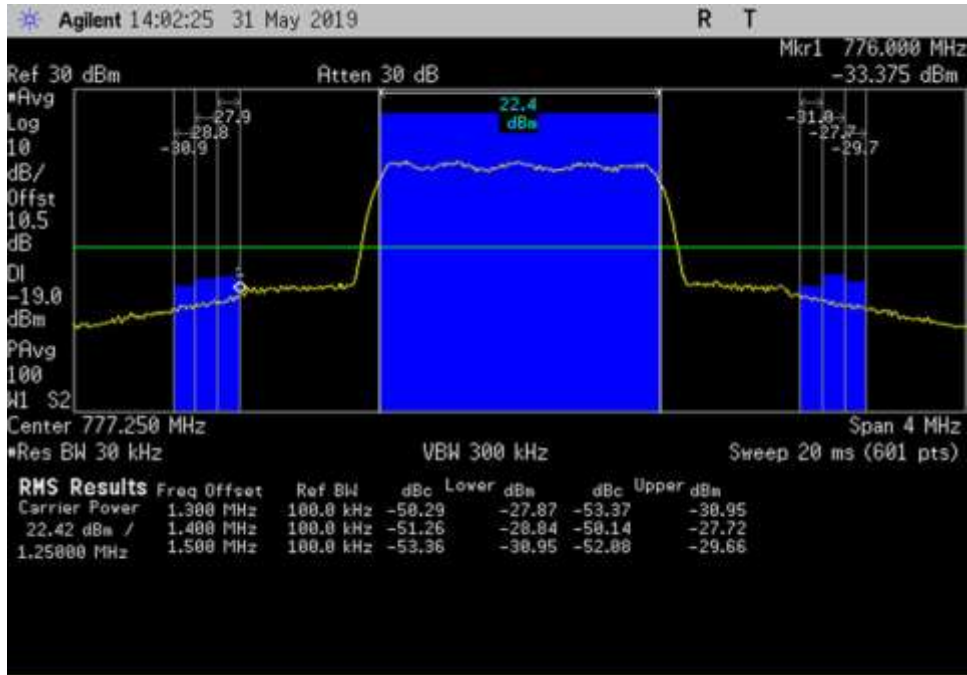 Agilent 14:02:25 31 May 2019 R T
Mkr1 776.000 MHz
Ref 30 dBm Atten 30 dB -33.375 dBm
*Avg
Log
10
dB/
Offst
10.5
dB
DI
-19.0
dBm
PAvg
100
W1 S2
22.4
dBm
-27.9
-28.8
-30.9
-31.0
-27.7
-29.7
Center 777.250 MHz Span 4 MHz
*Res BW 30 kHz VBW 300 kHz Sweep 20 ms (601 pts)
RMS Results Freq Offset Ref BW dBc Lower dBm dBc Upper dBm
Carrier Power 1.300 MHz 100.0 kHz -50.29 -27.87 -53.37 -30.95
22.42 dBm / 1.400 MHz 100.0 kHz -51.26 -28.84 -50.14 -27.72
1.25000 MHz 1.500 MHz 100.0 kHz -53.36 -30.95 -52.08 -29.66